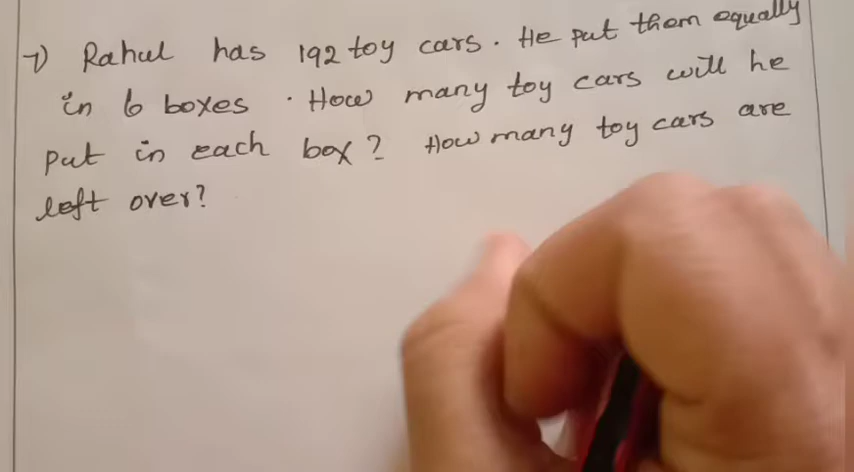 7) Rahul has 192 toy cars. He put them equally
in 6 boxes. How many toy cars will he
put in each box? How many toy cars are
left over?